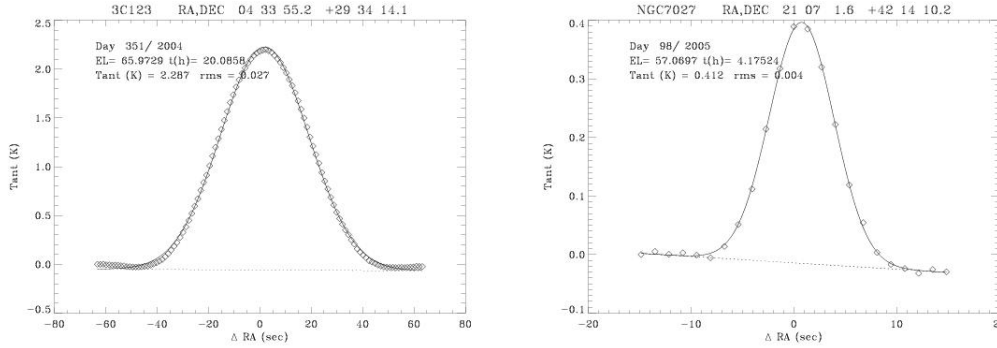 3C123 RA,DEC 04 33 55.2 +29 34 14.1
Day 351/ 2004
EL= 65.9729 t(h)= 20.0858
Tant (K) = 2.287 rms = 0.027
2.5
2.0
1.5
1.0
0.5
0.0
−0.5
Tant (K)
−80 −60 −40 −20 0 20 40 60 80
Δ RA (sec)
NGC7027 RA,DEC 21 07 1.6 +42 14 10.2
Day 98/ 2005
EL= 57.0697 t(h)= 4.17524
Tant (K) = 0.412 rms = 0.004
0.4
0.3
0.2
0.1
0.0
−0.1
Tant (K)
−20 −10 0 10
Δ RA (sec)